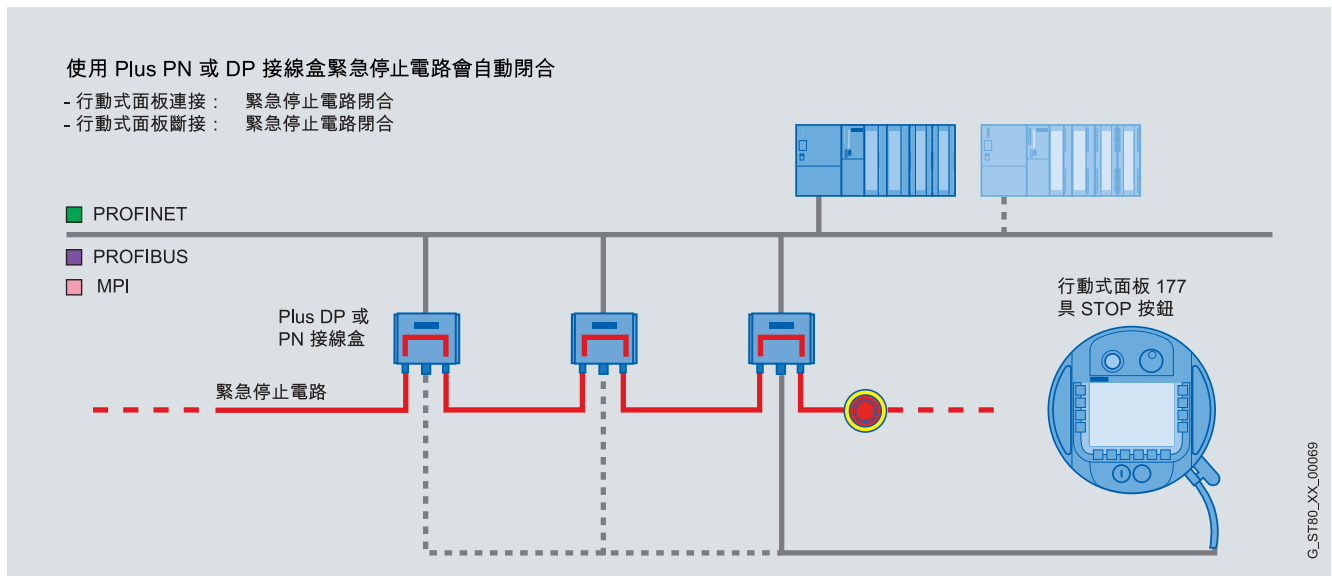 使用 Plus PN 或 DP 接線盒緊急停止電路會自動閉合
- 行動式面板連接： 緊急停止電路閉合
- 行動式面板斷接： 緊急停止電路閉合
PROFINET
PROFIBUS
MPI
Plus DP 或
PN 接線盒
緊急停止電路
行動式面板 177
具 STOP 按鈕
G_ST80_XX_00069